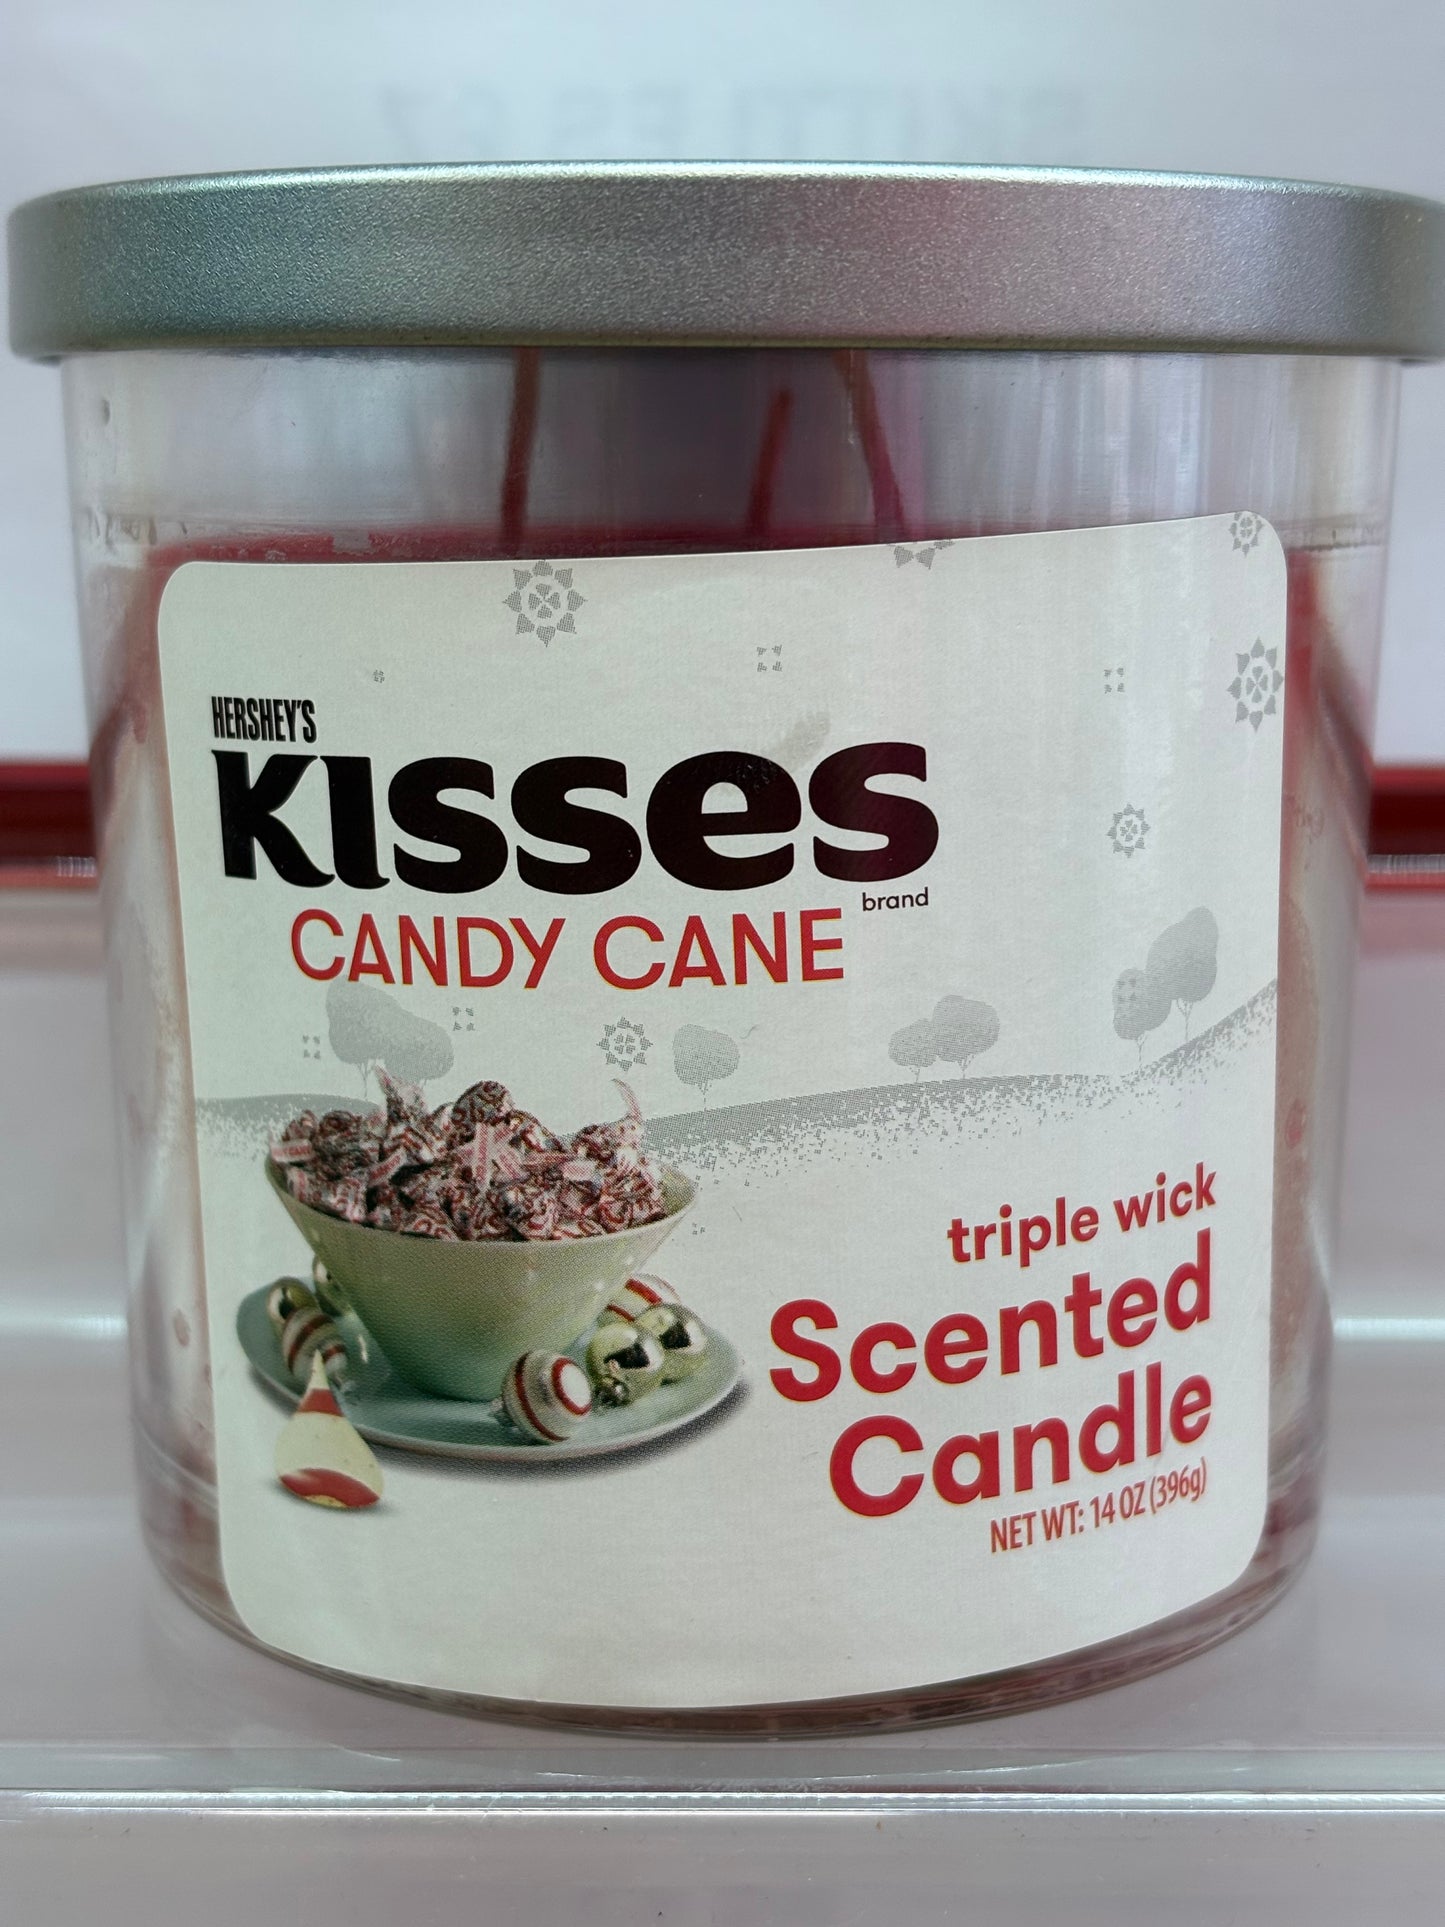 HERSHEY'S
KISSES
brand
CANDY CANE
triple wick
Scented
Candle
NET WT: 14 OZ (396g)